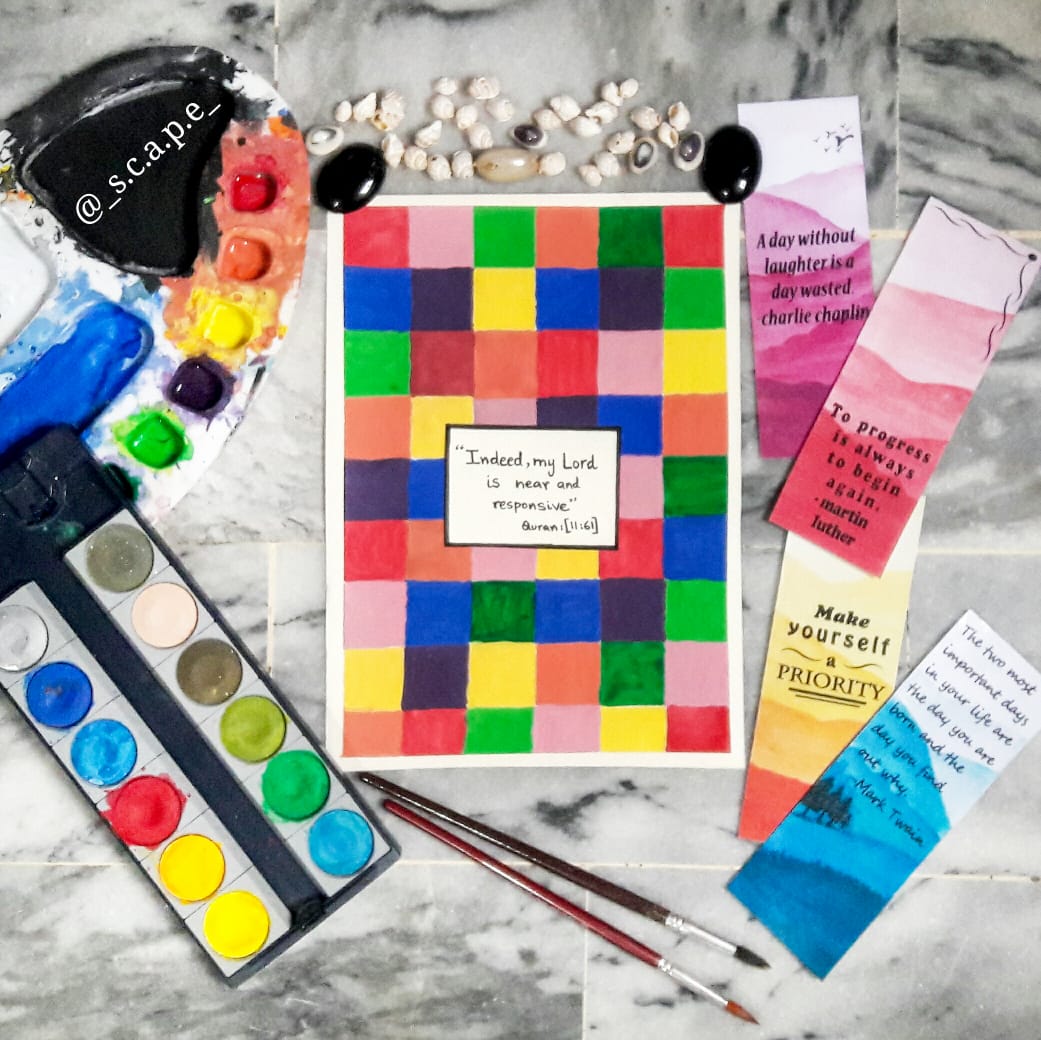 @_s.c.a.p.e_
"Indeed, my Lord
is near and
responsive"
Quran:[11:61]
A day without
laughter is a
day wasted
charlie chaplin
To progress
is always
to begin
again.
-martin
luther
Make
yourself
a
PRIORITY
The two most
important days
in your life are
the day you are
born and the
day you find
out why.
- Mark Twain